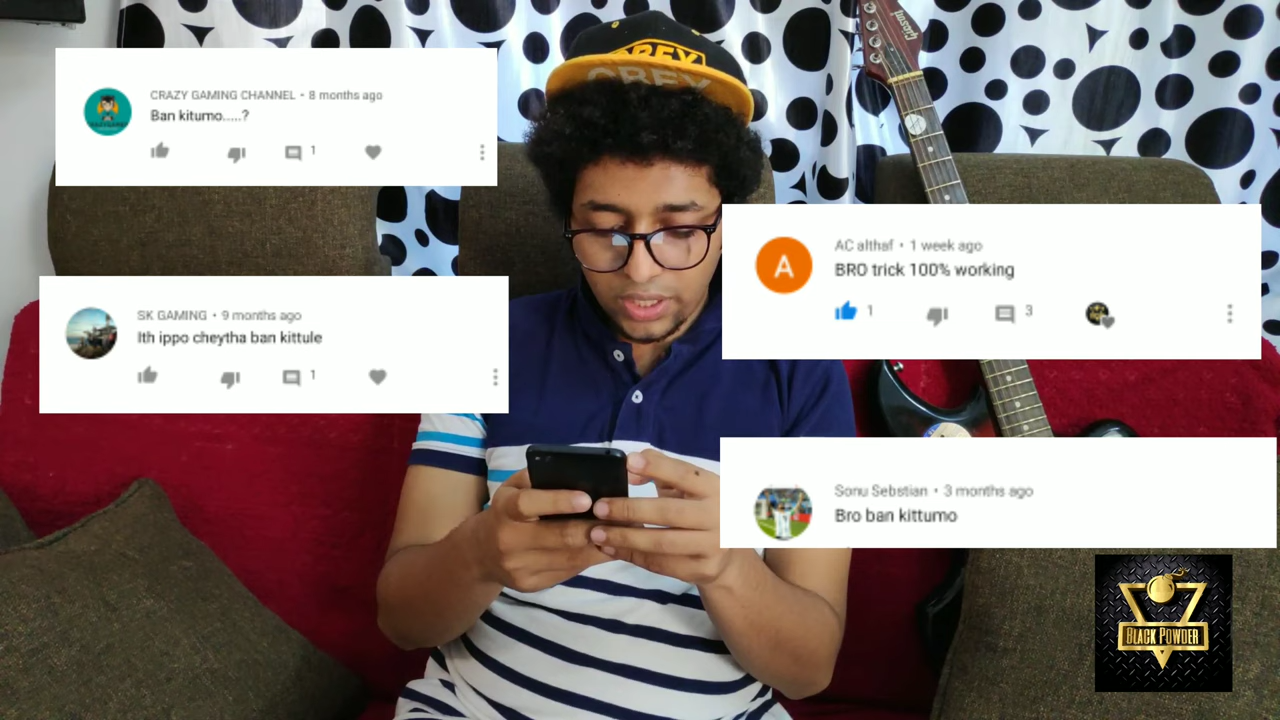 OBEY
Gibson
CRAZY GAMING CHANNEL • 8 months ago
Ban kitumo.....?
1
SK GAMING • 9 months ago
Ith ippo cheytha ban kittule
1
A
AC althaf • 1 week ago
BRO trick 100% working
1
3
Sonu Sebstian • 3 months ago
Bro ban kittumo
BLACK POWDER